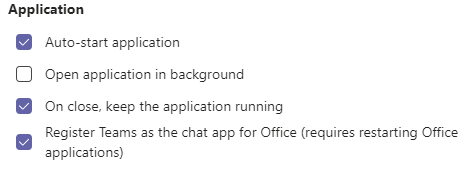 Application
Auto-start application
Open application in background
On close, keep the application running
Register Teams as the chat app for Office (requires restarting Office
applications)